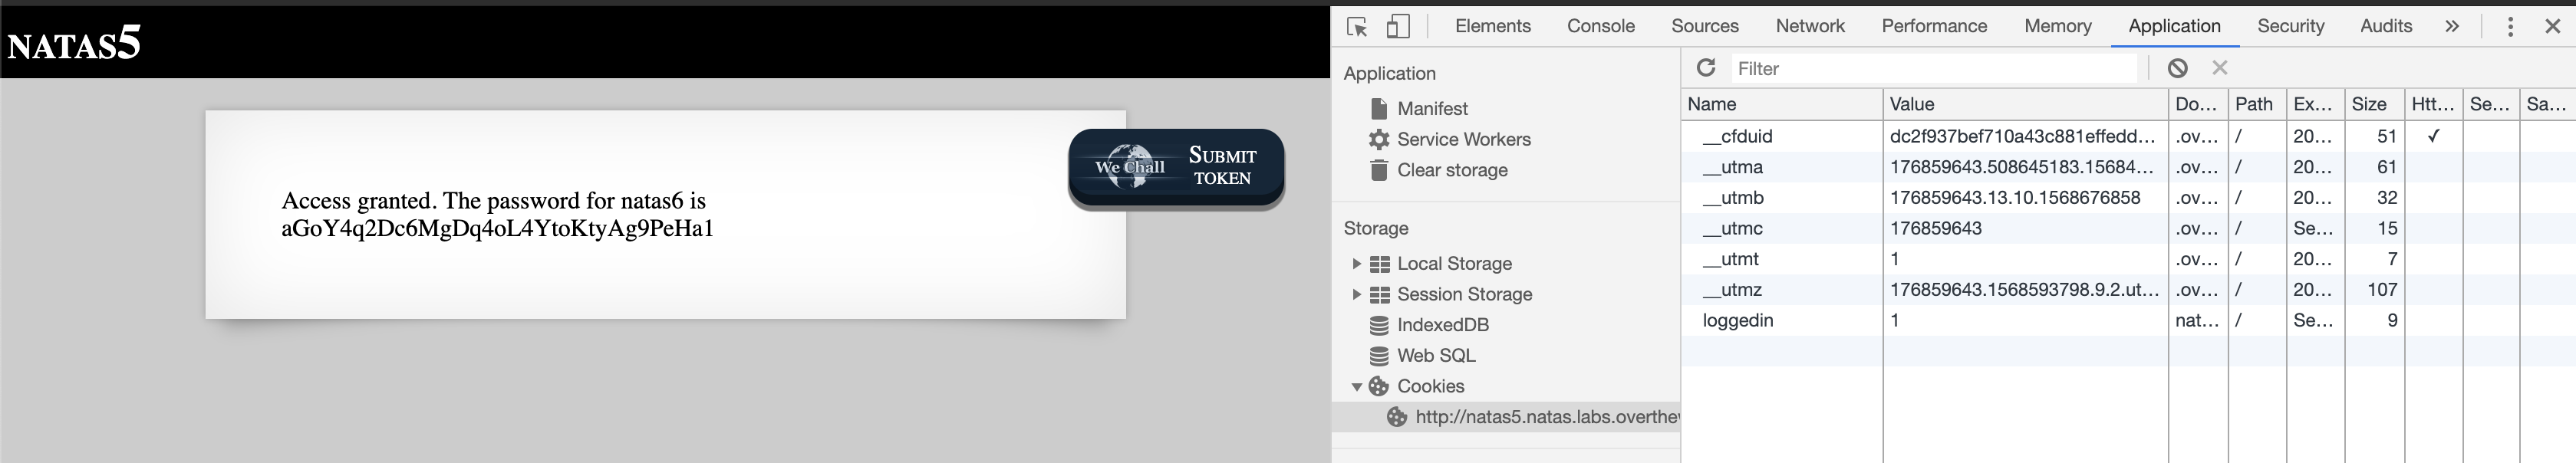 NATAS5
Access granted. The password for natas6 is
aGoY4q2Dc6MgDq4oL4YtoKtyAg9PeHa1
We Chall
SUBMIT
TOKEN
Elements Console Sources Network Performance Memory Application Security Audits »
Application
Manifest
Service Workers
Clear storage
Storage
Local Storage
Session Storage
IndexedDB
Web SQL
Cookies
http://natas5.natas.labs.overthe
Filter
Name Value Do... Path Ex... Size Htt... Se... Sa...
__cfduid dc2f937bef710a43c881effedd... .ov... / 20... 51 ✓
__utma 176859643.508645183.15684... .ov... / 20... 61
__utmb 176859643.13.10.1568676858 .ov... / 20... 32
__utmc 176859643 .ov... / Se... 15
__utmt 1 .ov... / 20... 7
__utmz 176859643.1568593798.9.2.ut... .ov... / 20... 107
loggedin 1 nat... / Se... 9